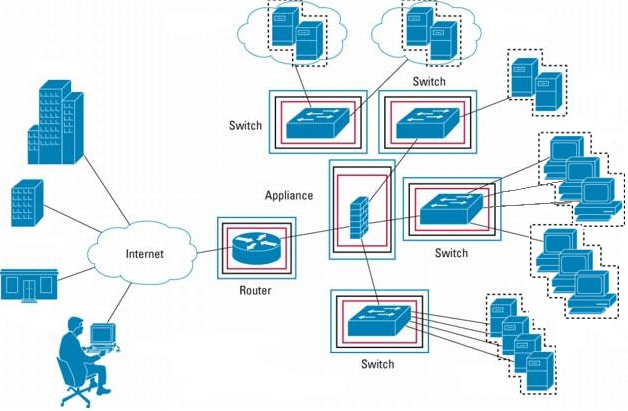 Switch
Switch
Appliance
Internet
Switch
Router
Switch